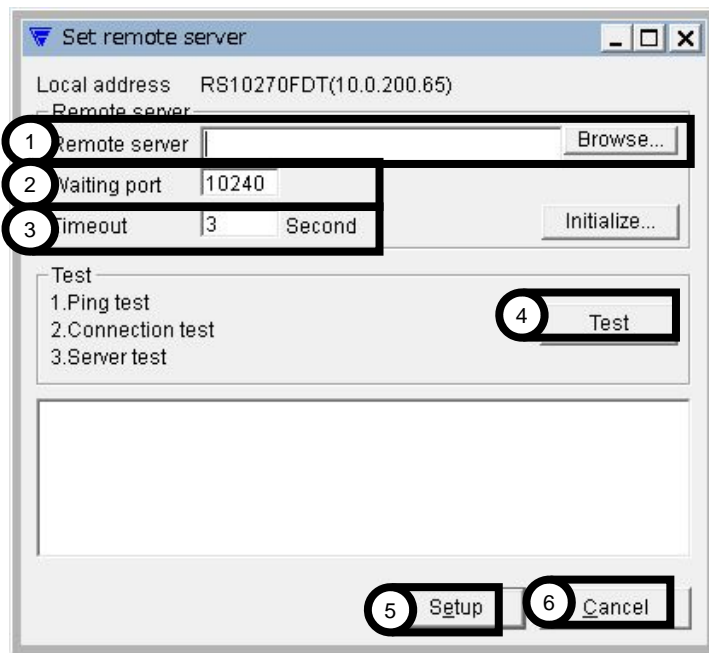 Set remote server
Local address RS10270FDT(10.0.200.65)
Remote server
1 Remote server Browse...
2 Waiting port 10240
3 Timeout 3 Second Initialize...
Test
1.Ping test
2.Connection test
3.Server test
4 Test
5 Setup 6 Cancel